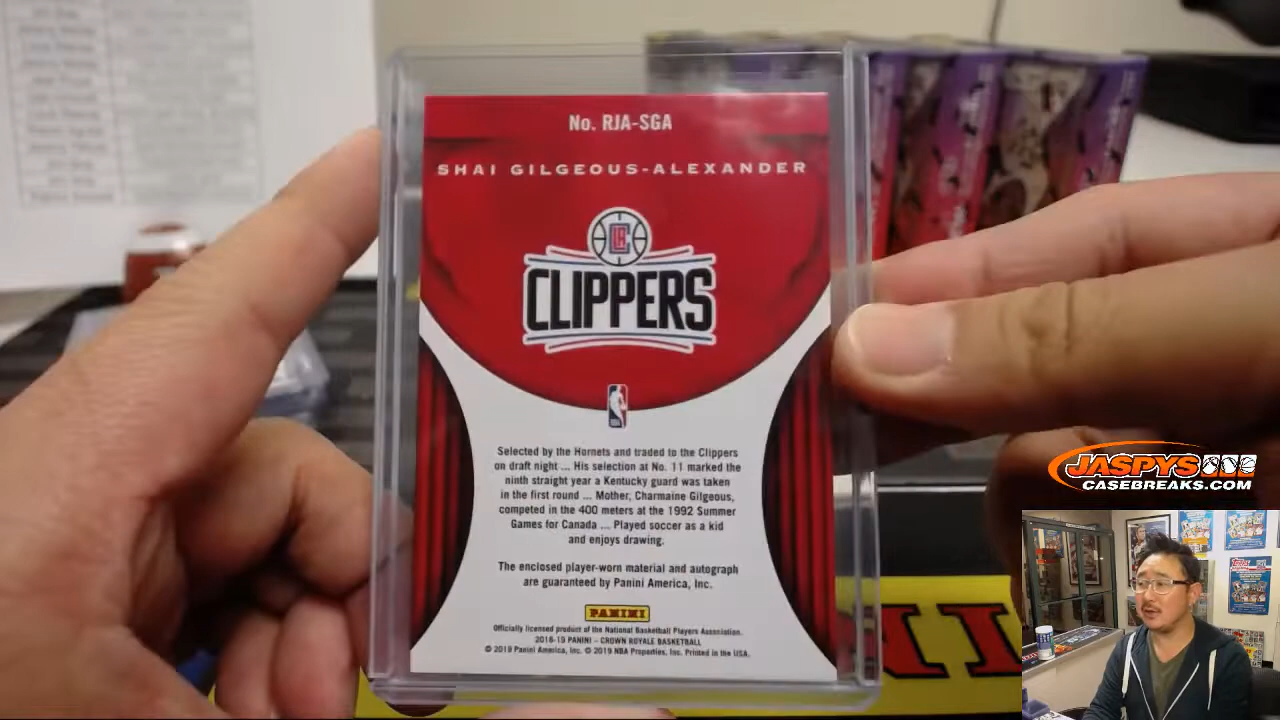 No. RJA-SGA
SHAI GILGEOUS-ALEXANDER
LAC
CLIPPERS
Selected by the Hornets and traded to the Clippers
on draft night ... His selection at No. 11 marked the
ninth straight year a Kentucky guard was taken
in the first round ... Mother, Charmaine Gilgeous,
competed in the 400 meters at the 1992 Summer
Games for Canada ... Played soccer as a kid
and enjoys drawing.
The enclosed player-worn material and autograph
are guaranteed by Panini America, Inc.
PANINI
Officially licensed product of the National Basketball Players Association.
2018-19 PANINI – CROWN ROYALE BASKETBALL
© 2019 Panini America, Inc. © 2019 NBA Properties, Inc. Printed in the USA.
JASPYS
CASEBREAKS.COM